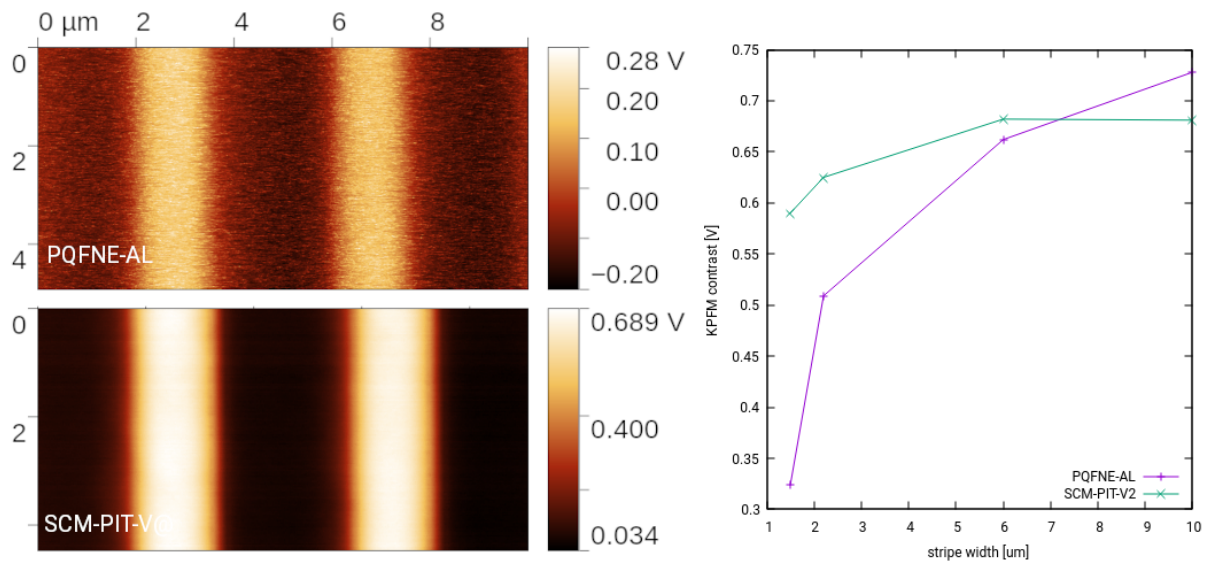 0 μm 2 4 6 8
0
2
4
PQFNE-AL
0.28 V
0.20
0.10
0.00
−0.20
0
2
SCM-PIT-V@
0.689 V
0.400
0.034
0.75
0.7
0.65
0.6
0.55
0.5
0.45
0.4
0.35
0.3
KPFM contrast [V]
PQFNE-AL
SCM-PIT-V2
1 2 3 4 5 6 7 8 9 10
stripe width [um]